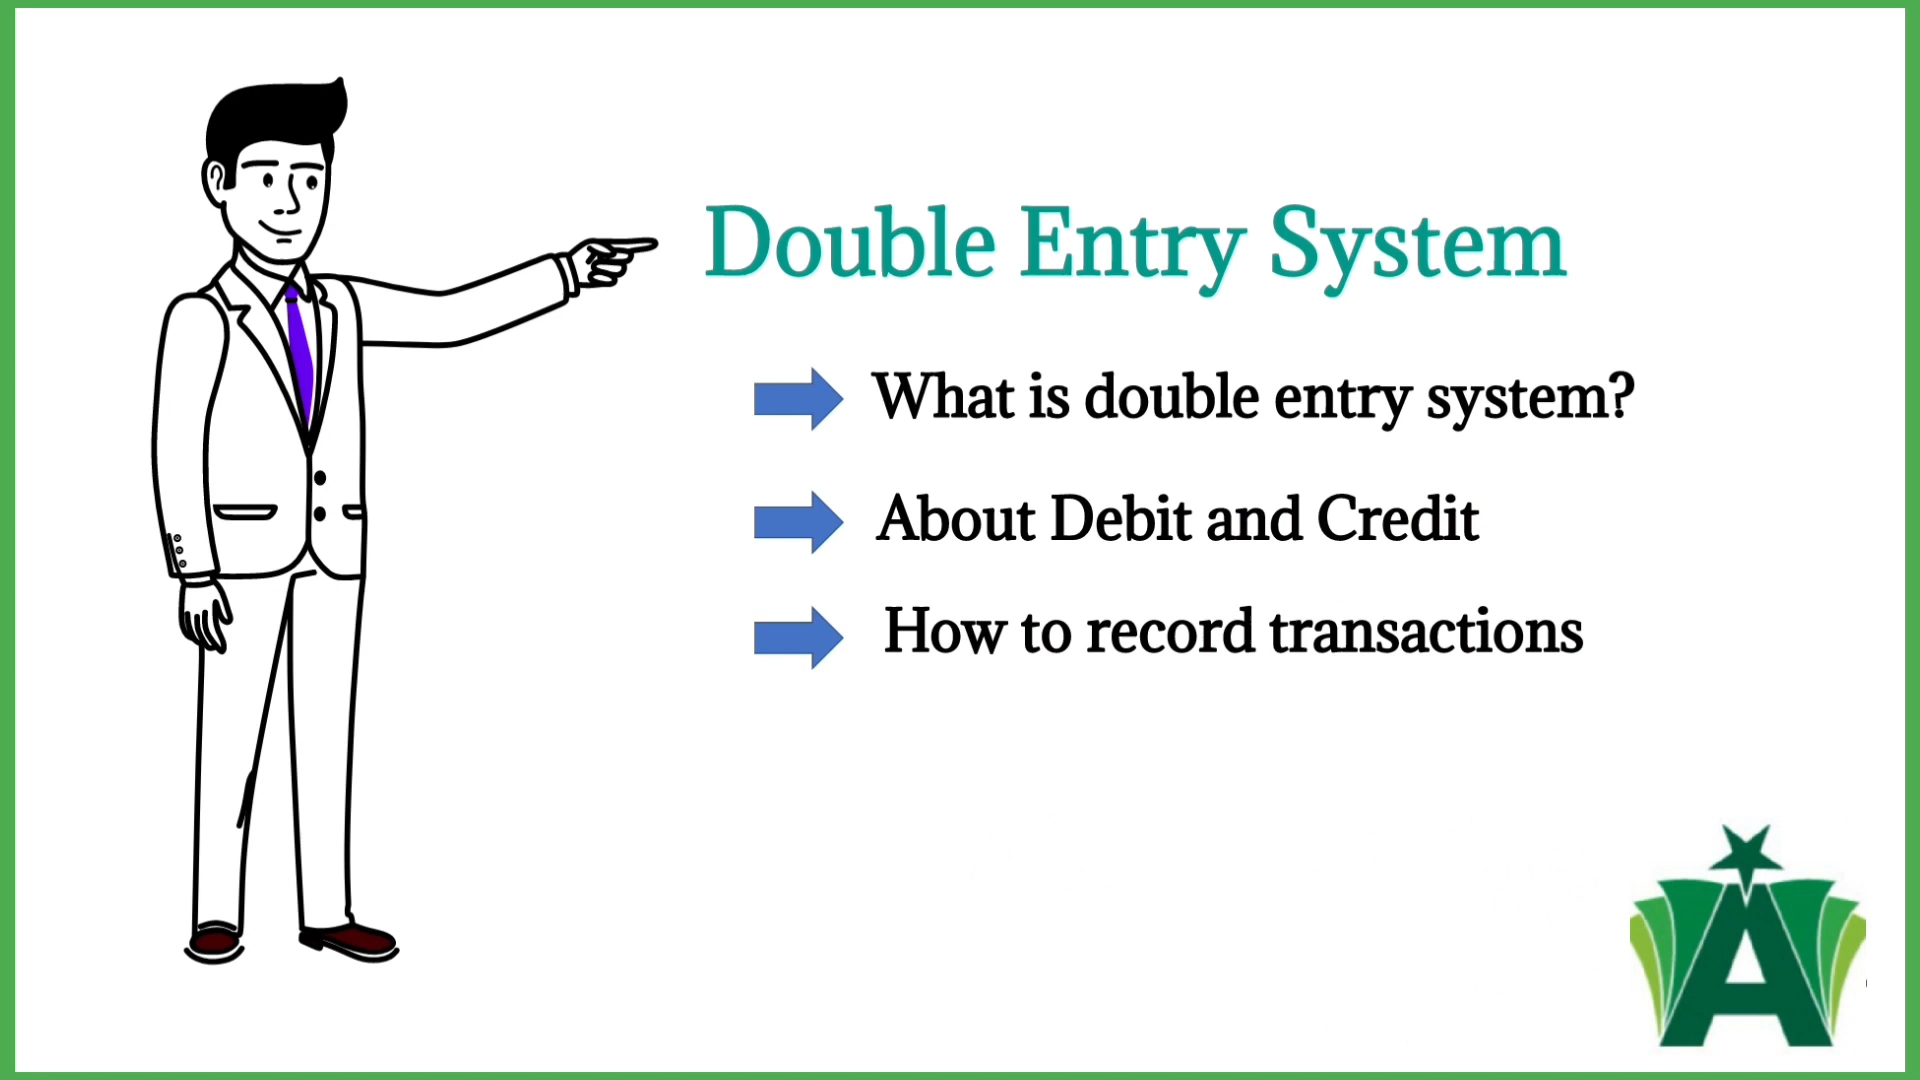 Double Entry System
What is double entry system?
About Debit and Credit
How to record transactions
A